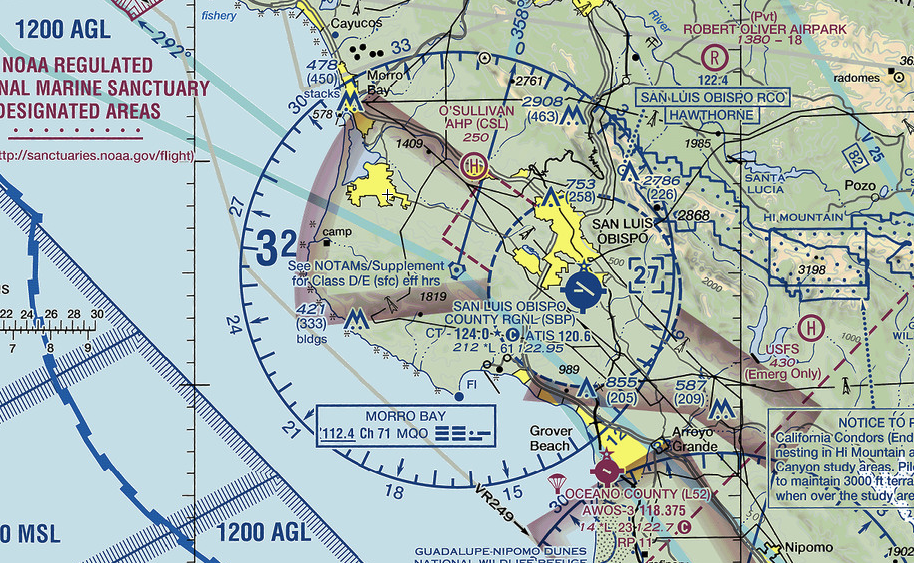 fishery
1200 AGL
292°
NOAA REGULATED
NAL MARINE SANCTUARY
DESIGNATED AREAS
ttp://sanctuaries.noaa.gov/flight)
Cayucos
33
478
(450)
stacks
Morro
Bay
30
578
358°
River
2761
2908
(463)
(Pvt)
ROBERT OLIVER AIRPARK
1380 - 18
R
122.4
radomes
SAN LUIS OBISPO RCO
HAWTHORNE
O'SULLIVAN
AHP (CSL)
250
H
1409
1985
V 25
82
753
(258)
2786
(226)
2868
SANTA
LUCIA
Pozo
HI MOUNTAIN
3198
SAN LUIS
OBISPO
500
2000
27
3²
27
camp
See NOTAMs/Supplement
for Class D/E (sfc) eff hrs
1819
SAN LUIS OBISPO
COUNTY RGNL (SBP)
CT - 124.0 ★ C ATIS 120.6
212 *L 61 122.95
421
(333)
bldgs
24
22 24 26 28 30
7 8 9
H
USFS
430
(Emerg Only)
1000
989
855
(205)
587
(209)
Fl
21
MORRO BAY
112.4 Ch 71 MQO
Grover
Beach
12
Arroyo
Grande
NOTICE TO
California Condors (End
nesting in Hi Mountain a
Canyon study areas. Pil
to maintain 3000 ft terra
when over the study are
18
15
VR249
OCEANO COUNTY (L52)
AWOS-3 118.375
14 *L 23 122.7 C
RP 11
0 MSL
1200 AGL
GUADALUPE-NIPOMO DUNES
NATIONAL WILDLIFE REFUGE
refinery
Nipomo
1902